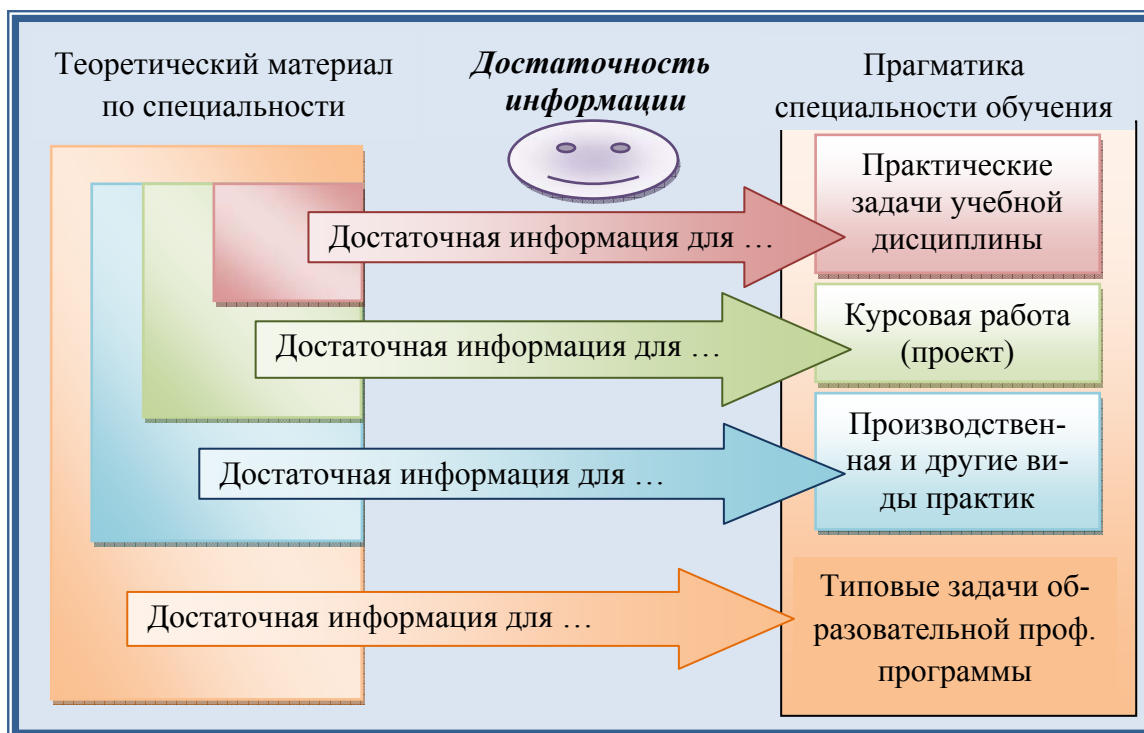 Теоретический материал
по специальности
Достаточность
информации
Прагматика
специальности обучения
Достаточная информация для …
Практические
задачи учебной
дисциплины
Достаточная информация для …
Курсовая работа
(проект)
Достаточная информация для …
Производствен-
ная и другие ви-
ды практик
Достаточная информация для …
Типовые задачи об-
разовательной проф.
программы